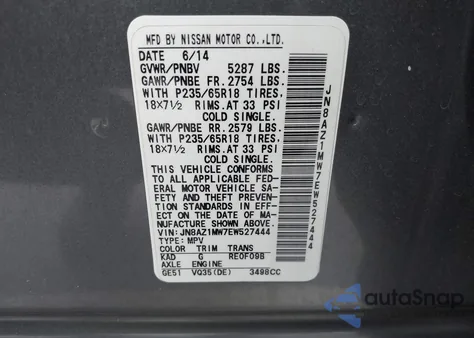 MFD BY NISSAN MOTOR CO.,LTD.
DATE 6/14
GVWR/PNBV 5287 LBS.
GAWR/PNBE FR. 2754 LBS.
WITH P235/65R18 TIRES,
18X7½ RIMS. AT 33 PSI
COLD SINGLE.
GAWR/PNBE RR. 2579 LBS.
WITH P235/65R18 TIRES,
18X7½ RIMS. AT 33 PSI
COLD SINGLE.
THIS VEHICLE CONFORMS
TO ALL APPLICABLE FED-
ERAL MOTOR VEHICLE SA-
FETY AND THEFT PREVEN-
TION STANDARDS IN EFF-
ECT ON THE DATE OF MA-
NUFACTURE SHOWN ABOVE.
VIN: JN8AZ1MW7EW527444
TYPE: MPV
COLOR TRIM TRANS
KAD G RE0F09B
AXLE ENGINE
GE51 VQ35(DE) 3498CC
JN8AZ1MW7EW527444
autoSnap